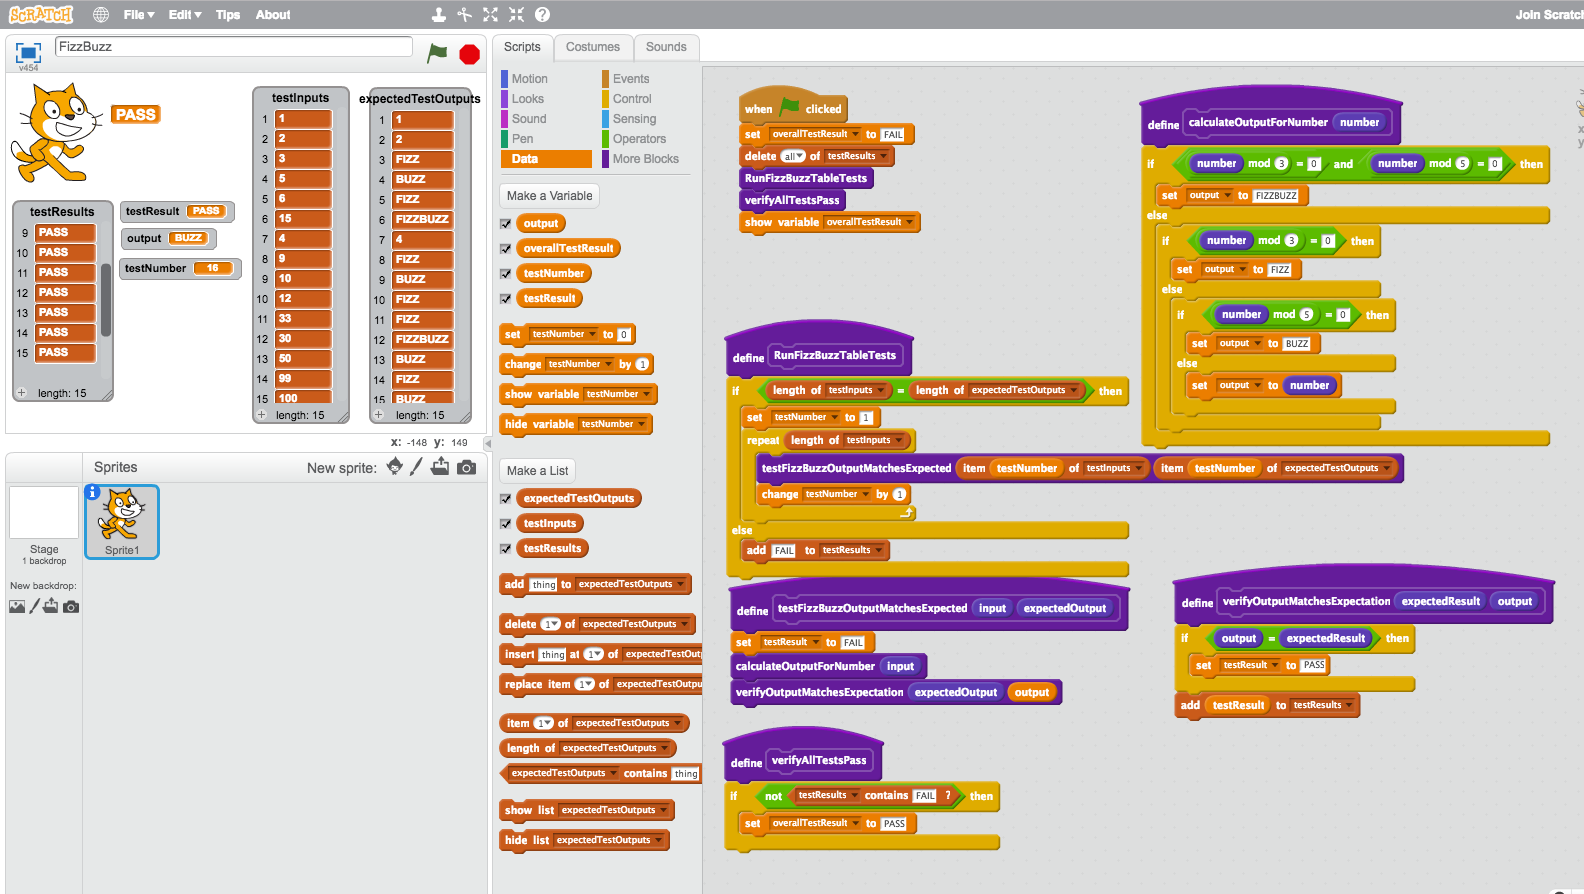 SCRATCH File▼ Edit▼ Tips About Join Scratch
FizzBuzz
v454
PASS
testResults
9 PASS
10 PASS
11 PASS
12 PASS
13 PASS
14 PASS
15 PASS
+ length: 15
testResult PASS
output BUZZ
testNumber 16
testInputs
1 1
2 2
3 3
4 5
5 6
6 15
7 4
8 9
9 10
10 12
11 33
12 30
13 50
14 99
15 100
+ length: 15
expectedTestOutputs
1 1
2 2
3 FIZZ
4 BUZZ
5 FIZZ
6 FIZZBUZZ
7 4
8 FIZZ
9 BUZZ
10 FIZZ
11 FIZZ
12 FIZZBUZZ
13 BUZZ
14 FIZZ
15 BUZZ
+ length: 15
x: -148 y: 149
Sprites New sprite:
Stage
1 backdrop
New backdrop:
i
Sprite1
Scripts Costumes Sounds
Motion Events
Looks Control
Sound Sensing
Pen Operators
Data More Blocks
Make a Variable
output
overallTestResult
testNumber
testResult
set testNumber to 0
change testNumber by 1
show variable testNumber
hide variable testNumber
Make a List
expectedTestOutputs
testInputs
testResults
add thing to expectedTestOutputs
delete 1 of expectedTestOutputs
insert thing at 1 of expectedTestOut
replace item 1 of expectedTestOutpu
item 1 of expectedTestOutputs
length of expectedTestOutputs
expectedTestOutputs contains thing
show list expectedTestOutputs
hide list expectedTestOutputs
when clicked
set overallTestResult to FAIL
delete all of testResults
RunFizzBuzzTableTests
verifyAllTestsPass
show variable overallTestResult
define RunFizzBuzzTableTests
if length of testInputs = length of expectedTestOutputs then
set testNumber to 1
repeat length of testInputs
testFizzBuzzOutputMatchesExpected item testNumber of testInputs item testNumber of expectedTestOutputs
change testNumber by 1
else
add FAIL to testResults
define testFizzBuzzOutputMatchesExpected input expectedOutput
set testResult to FAIL
calculateOutputForNumber input
verifyOutputMatchesExpectation expectedOutput output
define verifyAllTestsPass
if not testResults contains FAIL ? then
set overallTestResult to PASS
define calculateOutputForNumber number
if number mod 3 = 0 and number mod 5 = 0 then
set output to FIZZBUZZ
else
if number mod 3 = 0 then
set output to FIZZ
else
if number mod 5 = 0 then
set output to BUZZ
else
set output to number
define verifyOutputMatchesExpectation expectedResult output
if output = expectedResult then
set testResult to PASS
add testResult to testResults
x
y